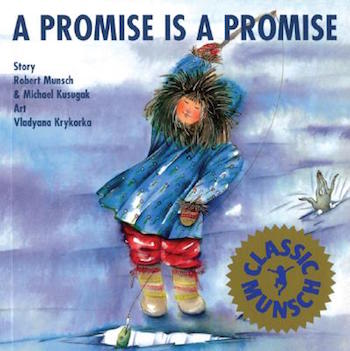 A PROMISE IS A PROMISE
Story
Robert Munsch
& Michael Kusugak
Art
Vladyana Krykorka
CLASSIC
MUNSCH